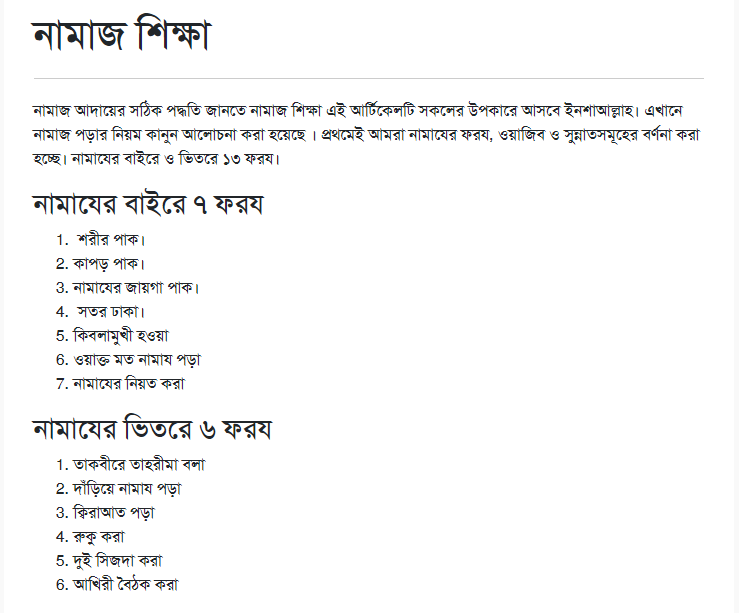 নামাজ শিক্ষা
নামাজ আদায়ের সঠিক পদ্ধতি জানতে নামাজ শিক্ষা এই আর্টিকেলটি সকলের উপকারে আসবে ইনশাআল্লাহ। এখানে
নামাজ পড়ার নিয়ম কানুন আলোচনা করা হয়েছে । প্রথমেই আমরা নামাযের ফরয, ওয়াজিব ও সুন্নাতসমূহের বর্ণনা করা
হচ্ছে। নামাযের বাইরে ও ভিতরে ১৩ ফরয।
নামাযের বাইরে ৭ ফরয
1. শরীর পাক।
2. কাপড় পাক।
3. নামাযের জায়গা পাক।
4. সতর ঢাকা।
5. কিবলামুখী হওয়া
6. ওয়াক্ত মত নামায পড়া
7. নামাযের নিয়ত করা
নামাযের ভিতরে ৬ ফরয
1. তাকবীরে তাহরীমা বলা
2. দাঁড়িয়ে নামায পড়া
3. ক্বিরাআত পড়া
4. রুকু করা
5. দুই সিজদা করা
6. আখিরী বৈঠক করা